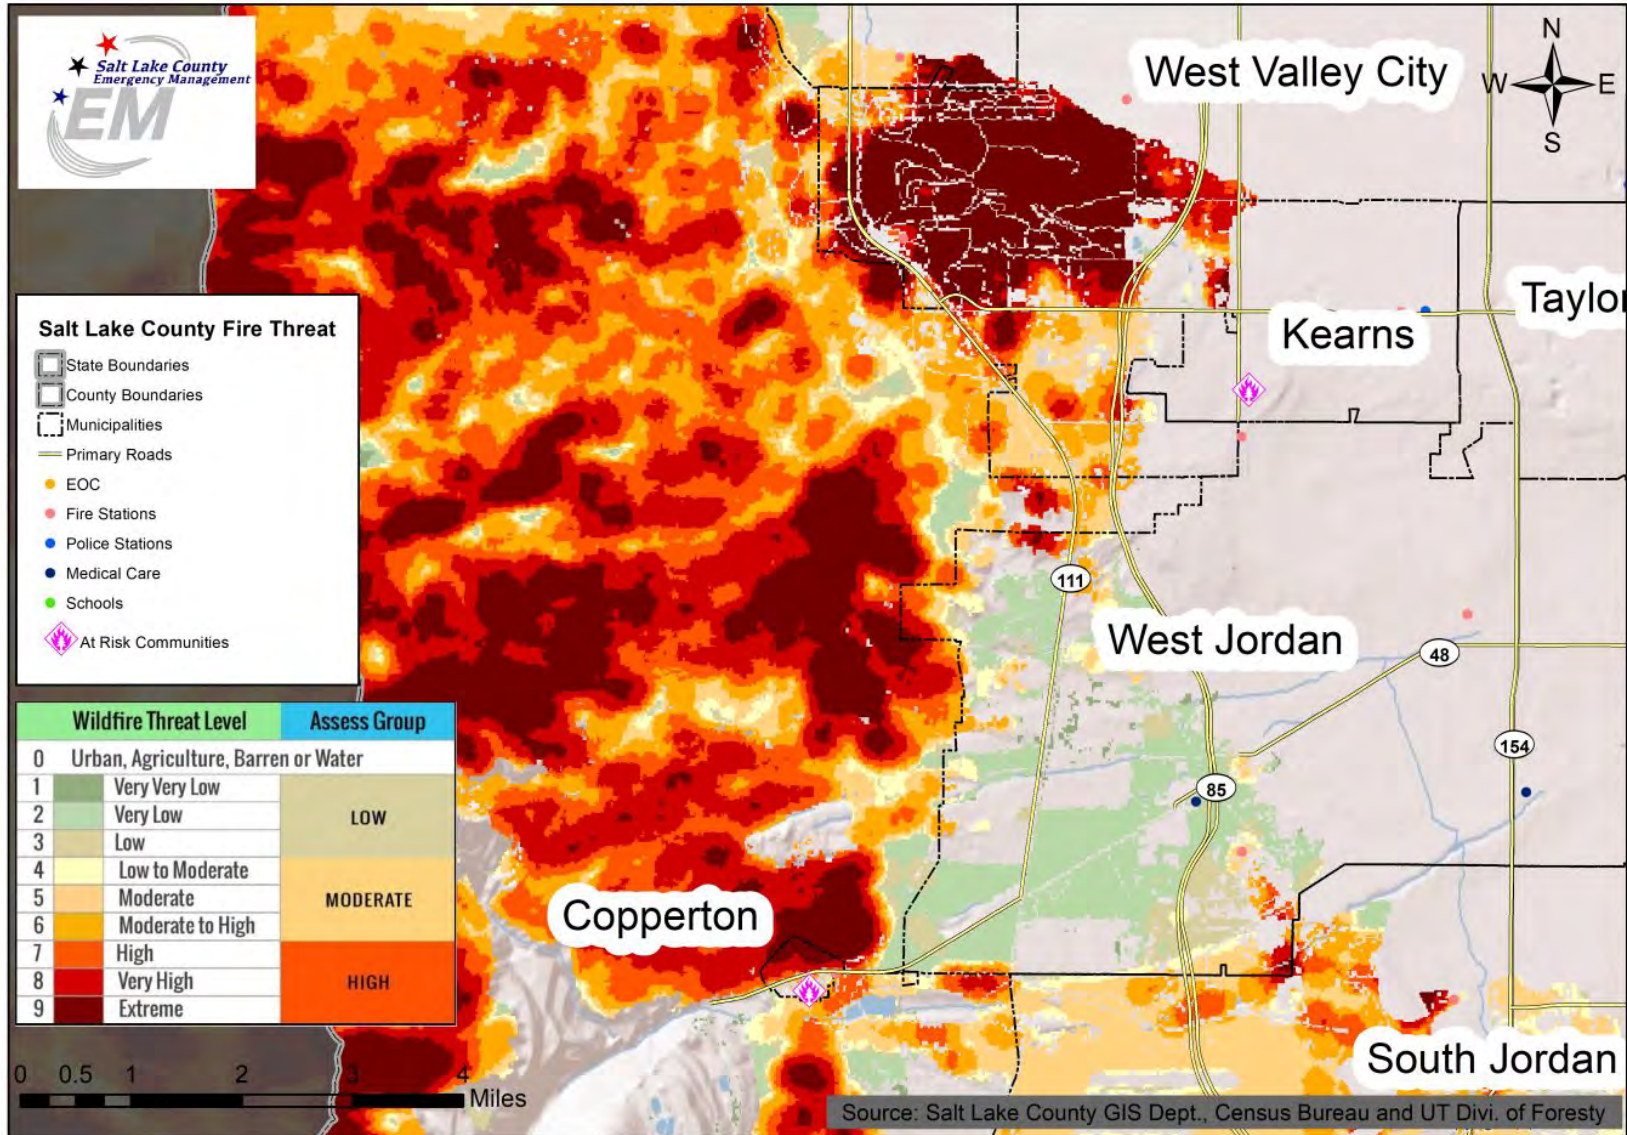 Salt Lake County
Emergency Management
EM
N
W E
S
West Valley City
Taylor
Kearns
Salt Lake County Fire Threat
State Boundaries
County Boundaries
Municipalities
Primary Roads
EOC
Fire Stations
Police Stations
Medical Care
Schools
At Risk Communities
111
West Jordan
48
154
85
Wildfire Threat Level Assess Group
0 Urban, Agriculture, Barren or Water
1 Very Very Low
2 Very Low
3 Low
LOW
4 Low to Moderate
5 Moderate
6 Moderate to High
MODERATE
7 High
8 Very High
9 Extreme
HIGH
Copperton
South Jordan
0 0.5 1 2 3 4
Miles
Source: Salt Lake County GIS Dept., Census Bureau and UT Divi. of Foresty